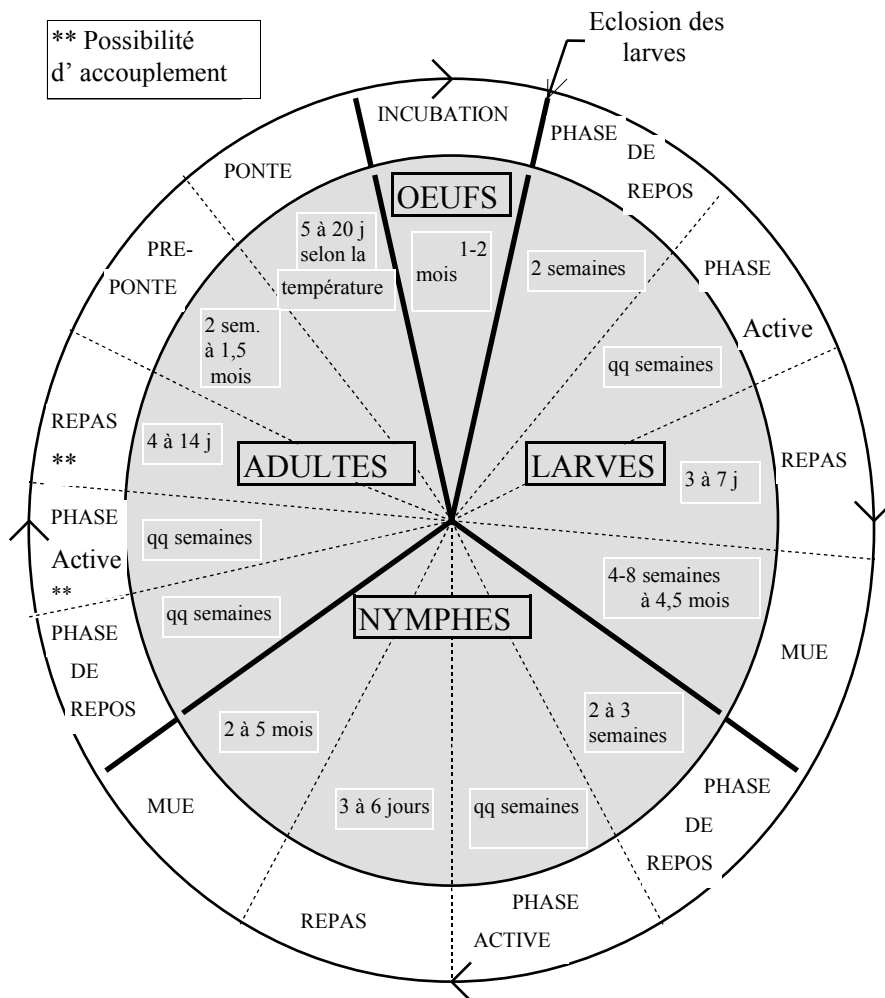 ** Possibilité
d’ accouplement
Eclosion des
larves
INCUBATION
OEUFS
1-2
mois
PHASE
DE
REPOS
2 semaines
PHASE
Active
qq semaines
LARVES
REPAS
3 à 7 j
MUE
4-8 semaines
à 4,5 mois
PHASE
DE
REPOS
2 à 3
semaines
NYMPHES
PHASE
ACTIVE
qq semaines
REPAS
3 à 6 jours
MUE
2 à 5 mois
PHASE
DE
REPOS
qq semaines
ADULTES
PHASE
Active
**
qq semaines
REPAS
**
4 à 14 j
PRE-
PONTE
2 sem.
à 1,5
mois
PONTE
5 à 20 j
selon la
température